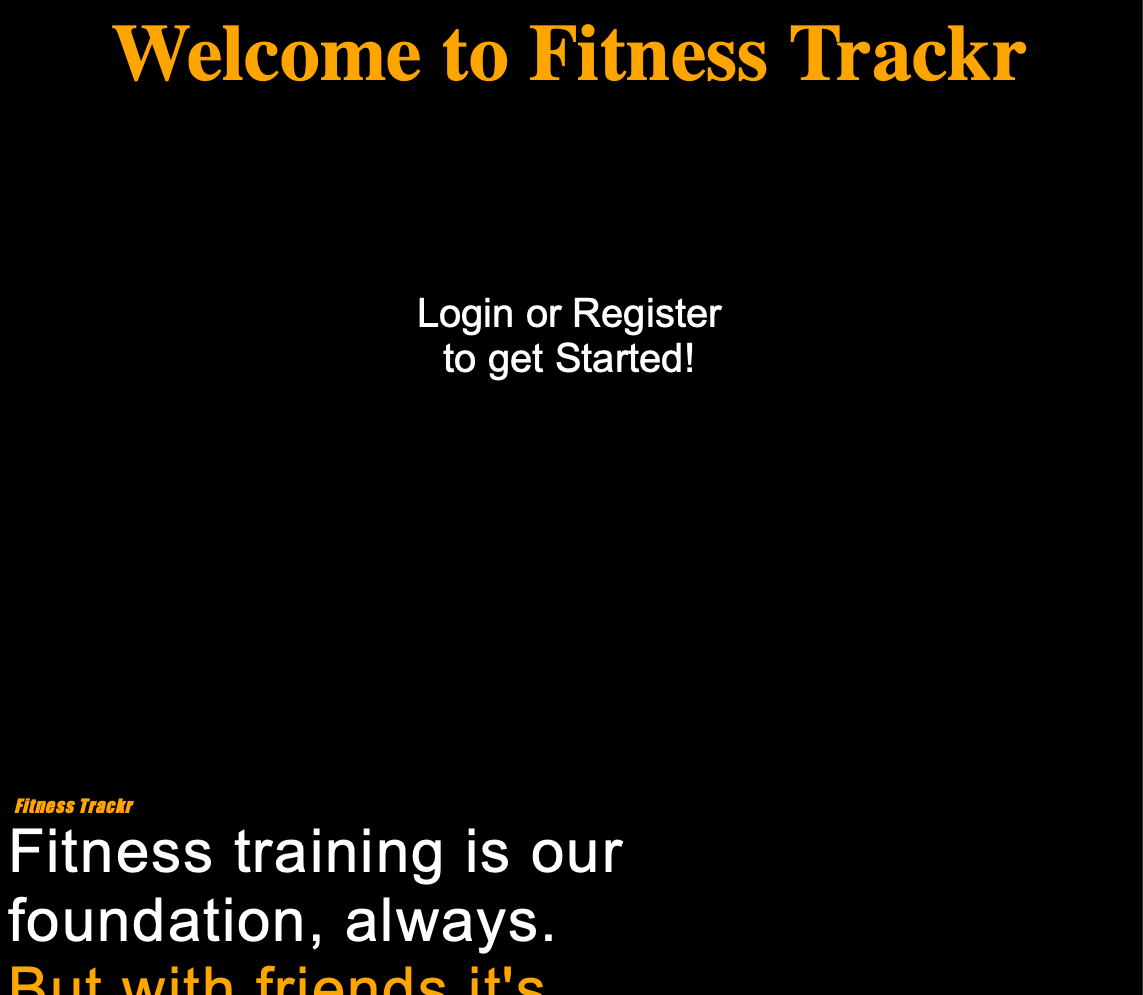 Welcome to Fitness Trackr
Login or Register
to get Started!
Fitness Trackr
Fitness training is our
foundation, always.
But with friends it's